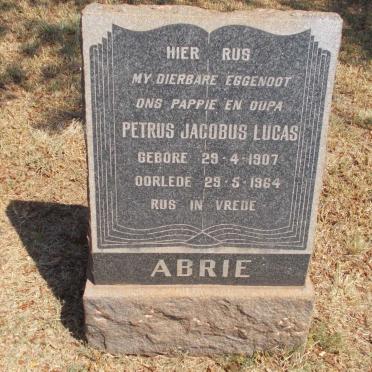 HIER RUS
MY DIERBARE EGGENOOT
ONS PAPPIE EN OUPA
PETRUS JACOBUS LUCAS
GEBORE 29-4-1907
OORLEDE 29-5-1964
RUS IN VREDE
ABRIE